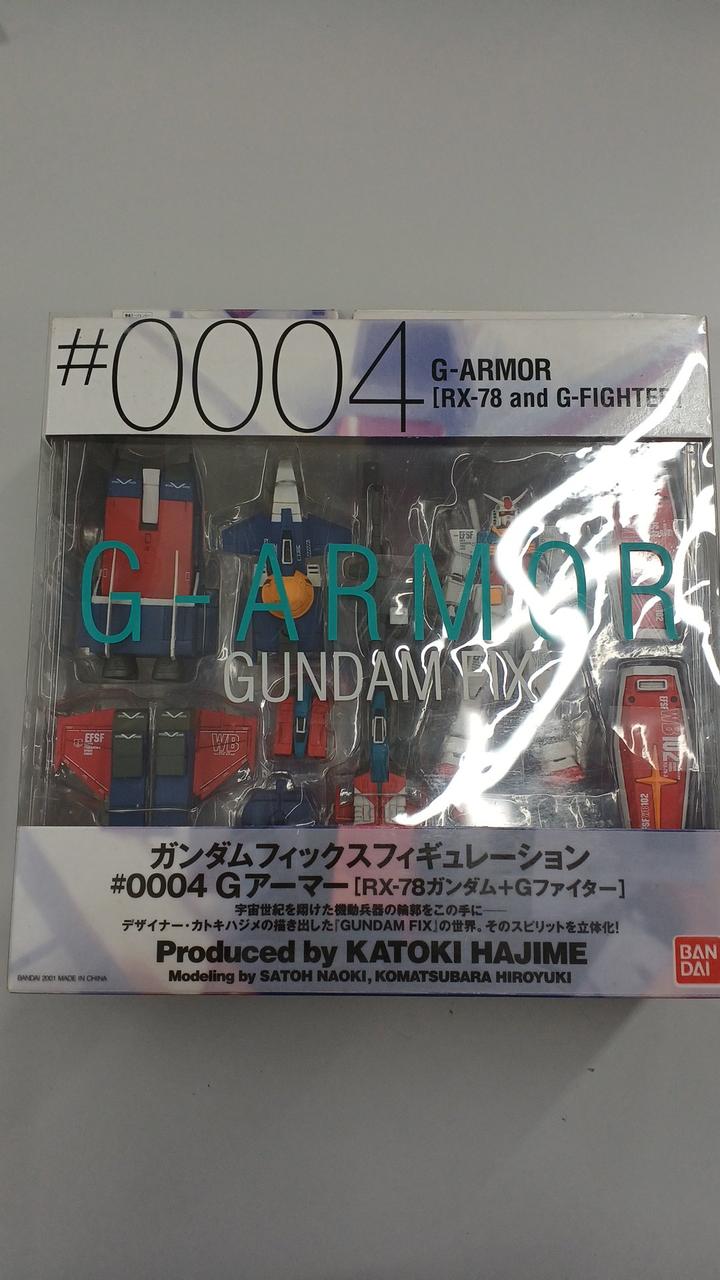 #0004
G-ARMOR
[RX-78 and G-FIGHTER]
G-ARMOR
GUNDAM FIX
EFSF
EFSF
WB
EFSF
WB102
ガンダムフィックスフィギュレーション
#0004 Gアーマー [RX-78ガンダム+Gファイター]
宇宙世紀を翔けた機動兵器の輪郭をこの手に──
デザイナー・カトキハジメの描き出した「GUNDAM FIX」の世界。そのスピリットを立体化!
Produced by KATOKI HAJIME
Modeling by SATOH NAOKI, KOMATSUBARA HIROYUKI
BANDAI 2001 MADE IN CHINA
BAN
DAI